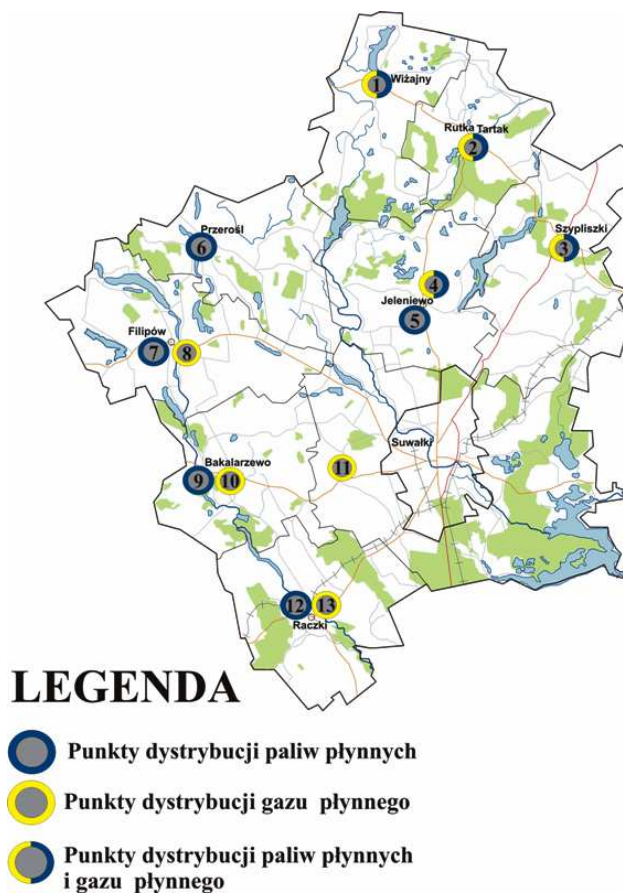 1 Wiżajny
Rutka Tartak
2
Szypliszki
3
Przerośl
6
4
Jeleniewo
5
Filipów
7 8
Suwałki
11
Bakalarzewo
9 10
12 13
Raczki
LEGENDA
Punkty dystrybucji paliw płynnych
Punkty dystrybucji gazu płynnego
Punkty dystrybucji paliw płynnych
i gazu płynnego